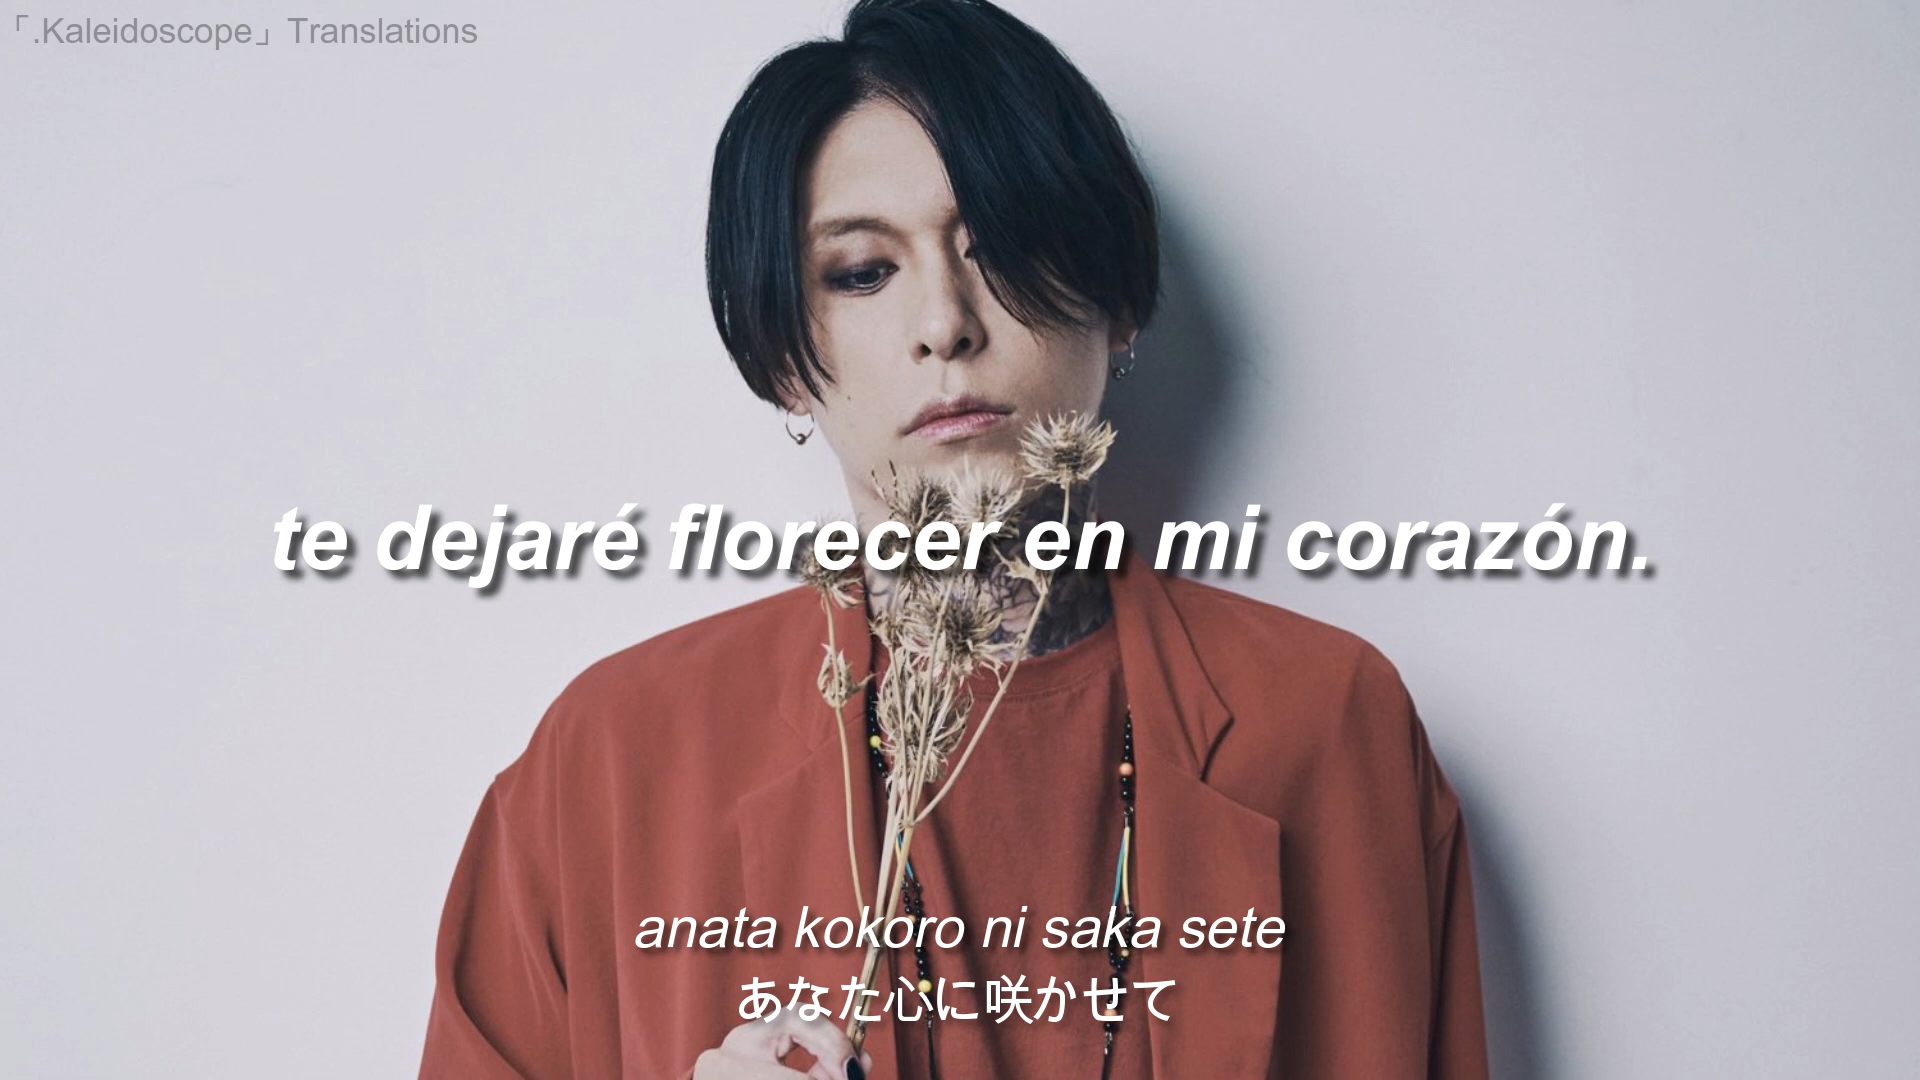 「.Kaleidoscope」 Translations
te dejaré florecer en mi corazón.
anata kokoro ni saka sete
あなた心に咲かせて